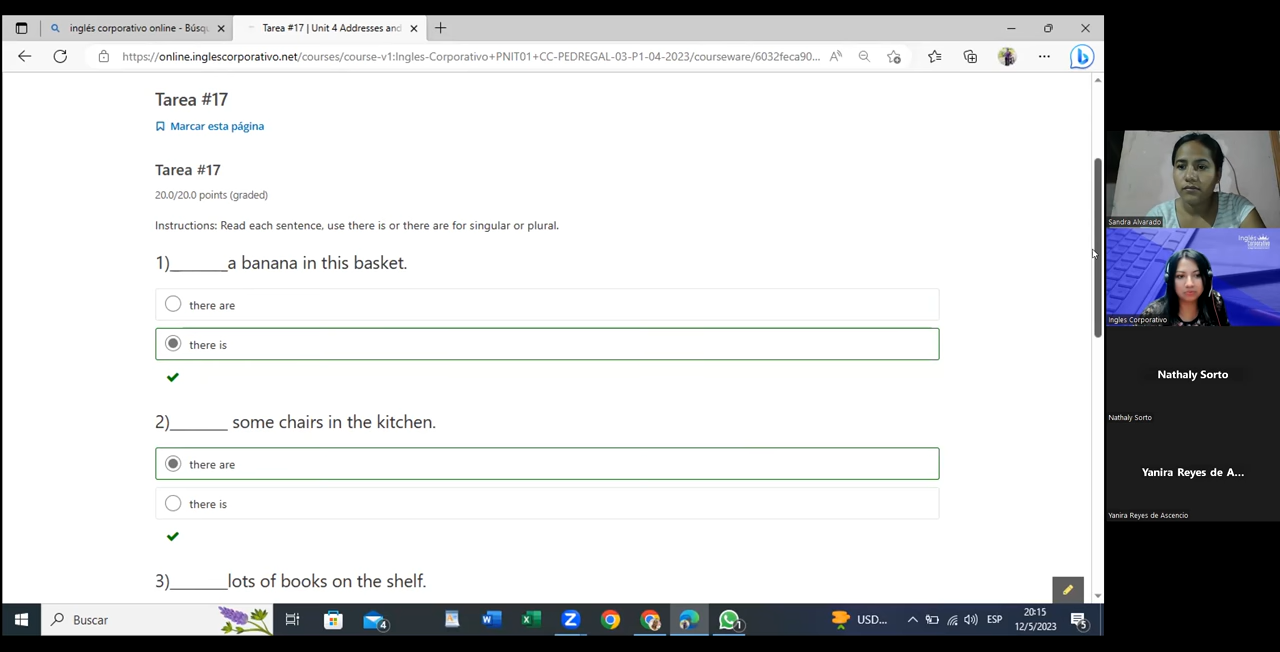 inglés corporativo online - Búsqu
Tarea #17 | Unit 4 Addresses and
https://online.inglescorporativo.net/courses/course-v1:Ingles-Corporativo+PNIT01+CC-PEDREGAL-03-P1-04-2023/courseware/6032feca90...
Tarea #17
Marcar esta página
Tarea #17
20.0/20.0 points (graded)
Instructions: Read each sentence, use there is or there are for singular or plural.
1)_______a banana in this basket.
there are
there is
2)_______ some chairs in the kitchen.
there are
there is
3)_______lots of books on the shelf.
Sandra Alvarado
Ingles Corporativo
Nathaly Sorto
Nathaly Sorto
Yanira Reyes de A...
Yanira Reyes de Ascencio
Buscar
4
1
USD...
ESP
20:15
12/5/2023
5